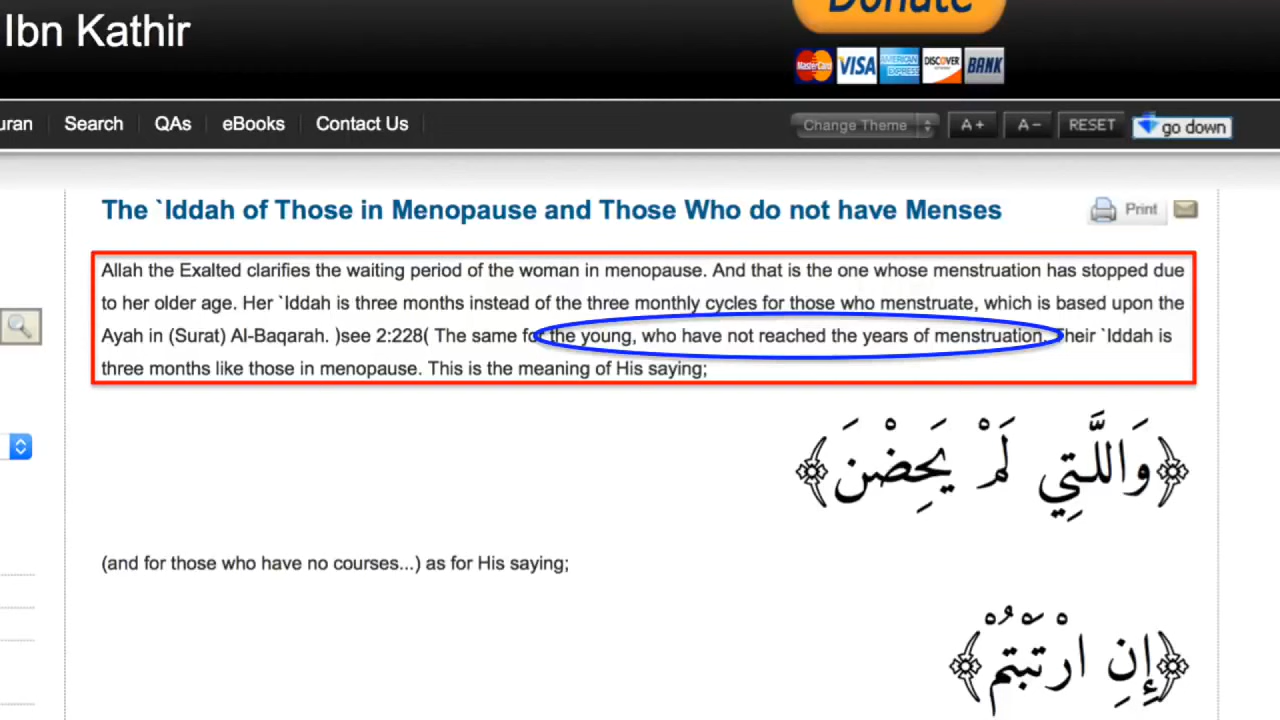 Ibn Kathir
Donate
MasterCard VISA AMERICAN EXPRESS DISCOVER BANK
uran Search QAs eBooks Contact Us Change Theme A+ A− RESET go down
The `Iddah of Those in Menopause and Those Who do not have Menses Print
Allah the Exalted clarifies the waiting period of the woman in menopause. And that is the one whose menstruation has stopped due
to her older age. Her `Iddah is three months instead of the three monthly cycles for those who menstruate, which is based upon the
Ayah in (Surat) Al-Baqarah. )see 2:228( The same for the young, who have not reached the years of menstruation. Their `Iddah is
three months like those in menopause. This is the meaning of His saying;
﴿وَاللَّـتِي لَمْ يَحِضْنَ﴾
(and for those who have no courses...) as for His saying;
﴿إِنِ ارْتَبْتُمْ﴾